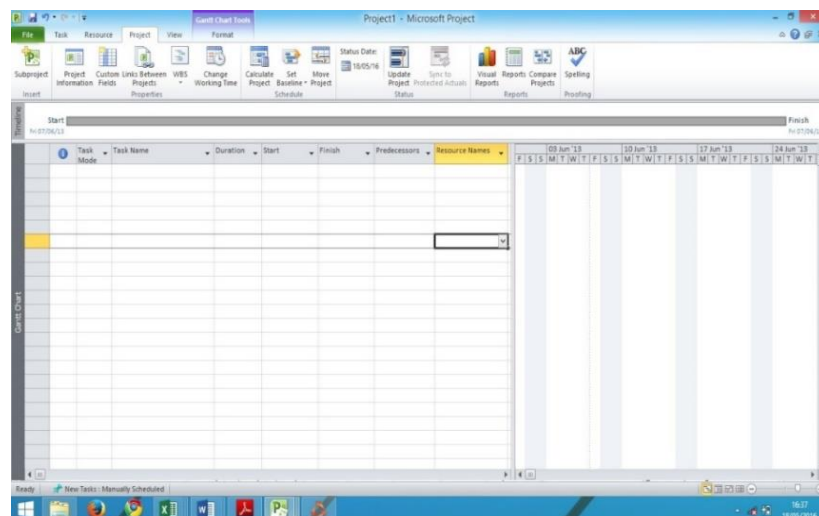 Gantt Chart Tools
Project1 - Microsoft Project
File Task Resource Project View Format
Subproject
Project Information
Custom Fields
Links Between Projects
WBS
Change Working Time
Calculate Project
Set Baseline
Move Project
Status Date:
18/05/16
Update Project
Sync to Protected Actuals
Visual Reports
Reports
Compare Projects
ABC
Spelling
Insert Properties Schedule Status Reports Proofing
Timeline
Start
Fri 07/06/13
Finish
Task Mode
Task Name
Duration
Start
Finish
Predecessors
Resource Names
03 Jun '13 10 Jun '13 17 Jun '13 24 Jun '13
F S S M T W T F S S M T W T F S S M T W T F S S M T W T
Gantt Chart
Ready New Tasks : Manually Scheduled
16:37